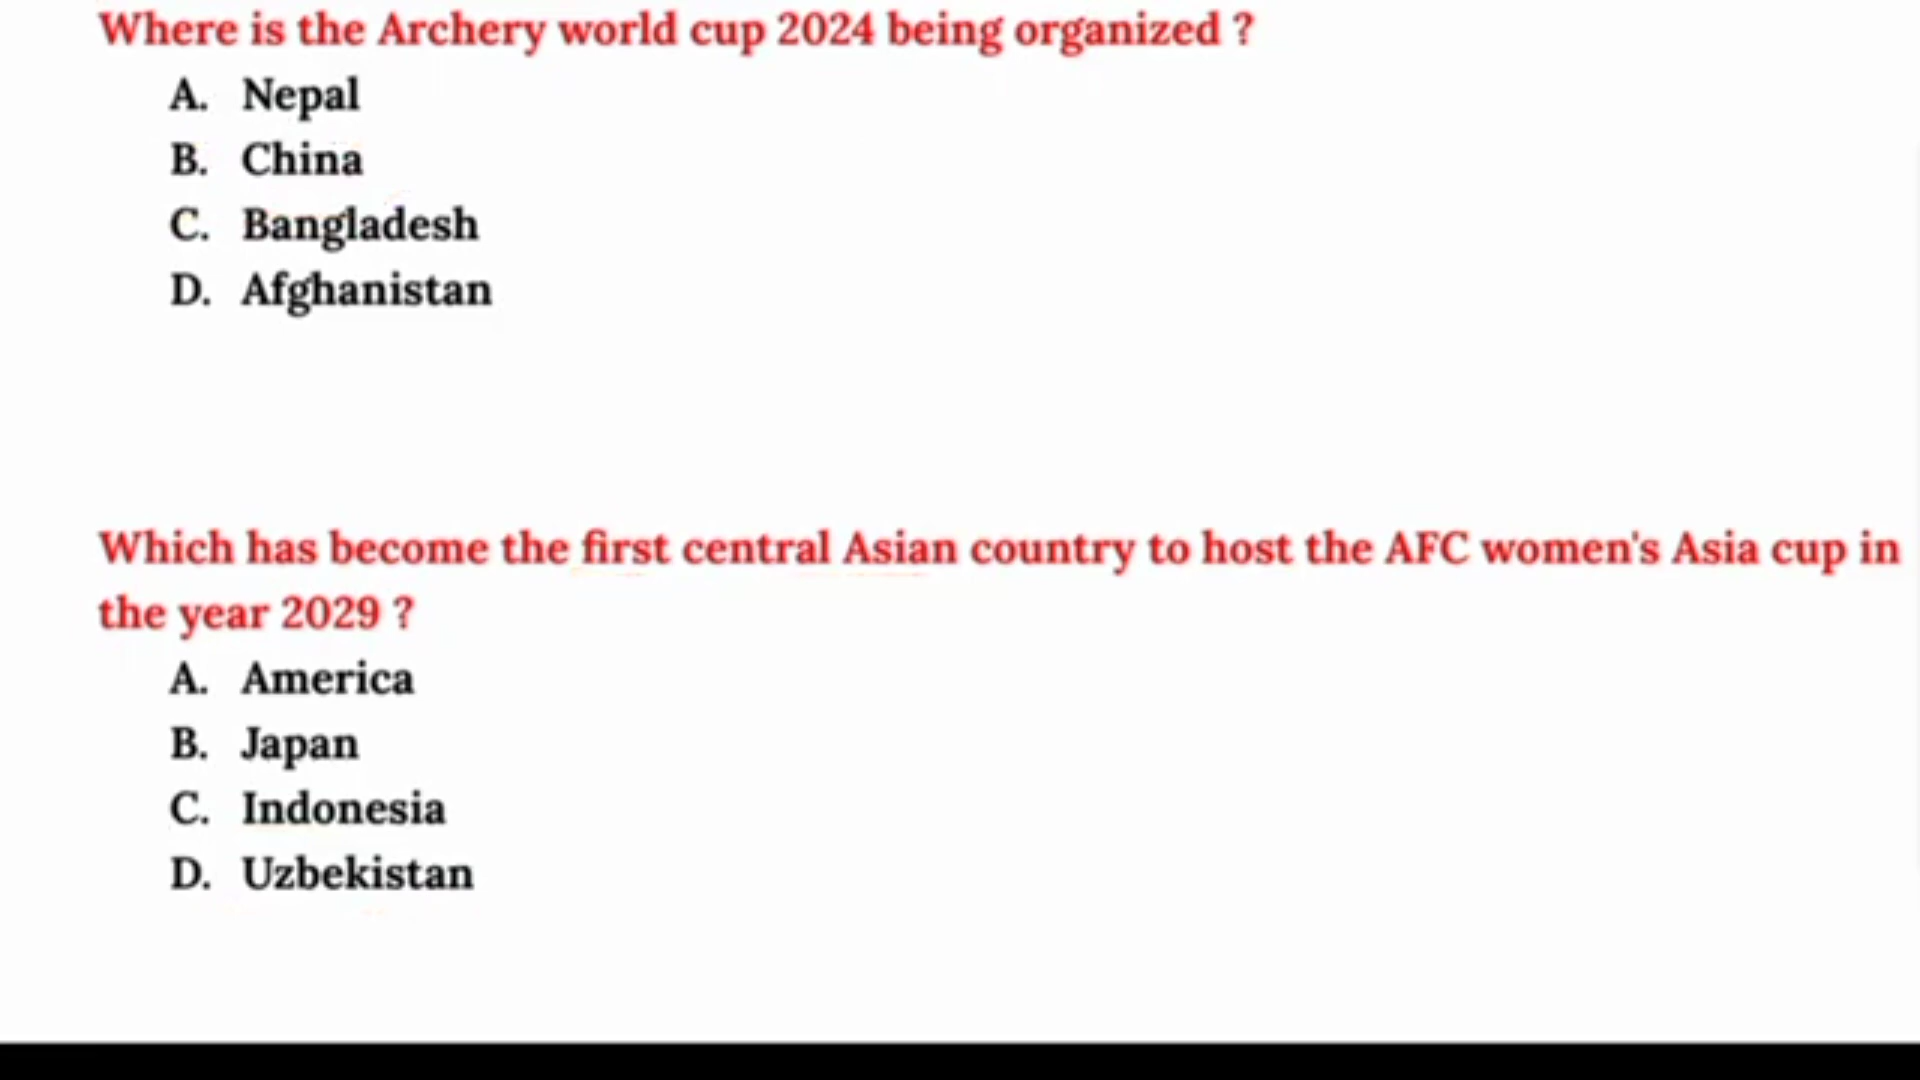 Where is the Archery world cup 2024 being organized ?
A. Nepal
B. China
C. Bangladesh
D. Afghanistan
Which has become the first central Asian country to host the AFC women's Asia cup in
the year 2029 ?
A. America
B. Japan
C. Indonesia
D. Uzbekistan